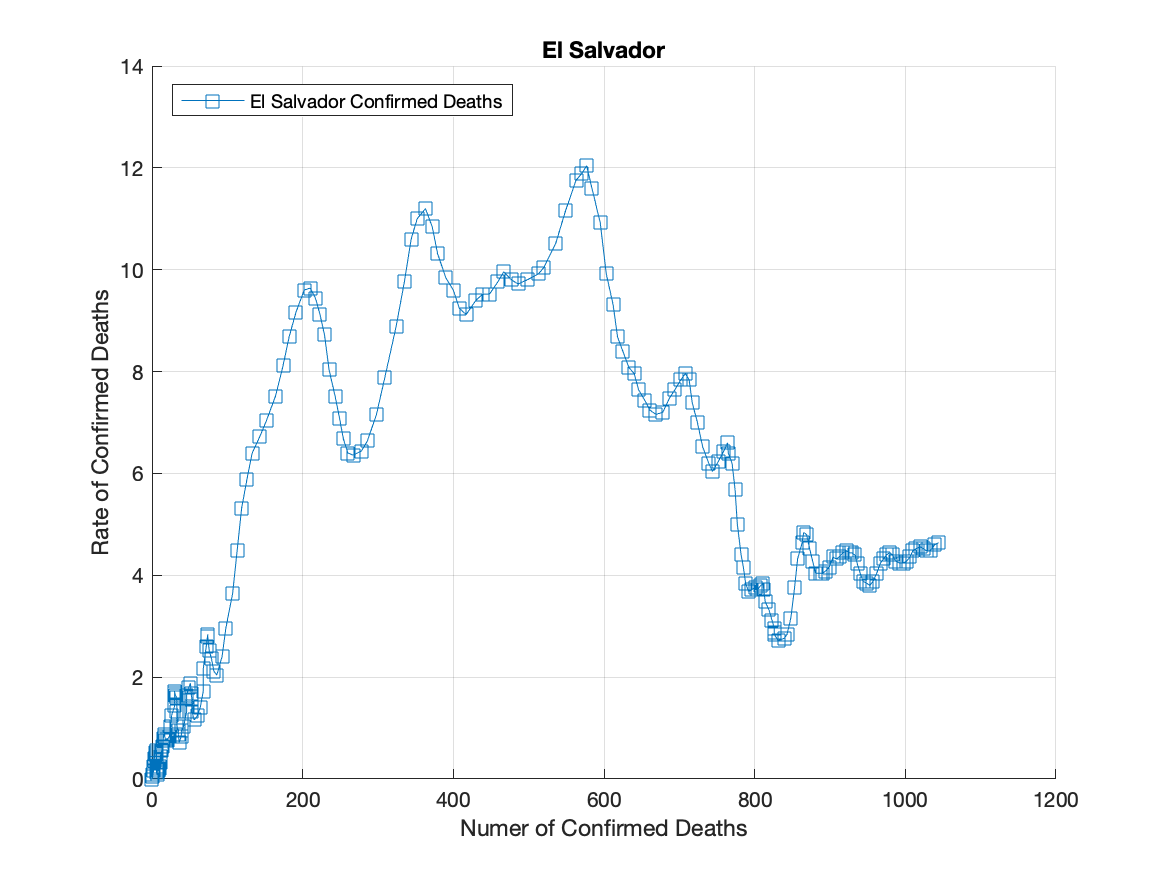 El Salvador
El Salvador Confirmed Deaths
14
12
10
8
6
4
2
0
Rate of Confirmed Deaths
0 200 400 600 800 1000 1200
Numer of Confirmed Deaths